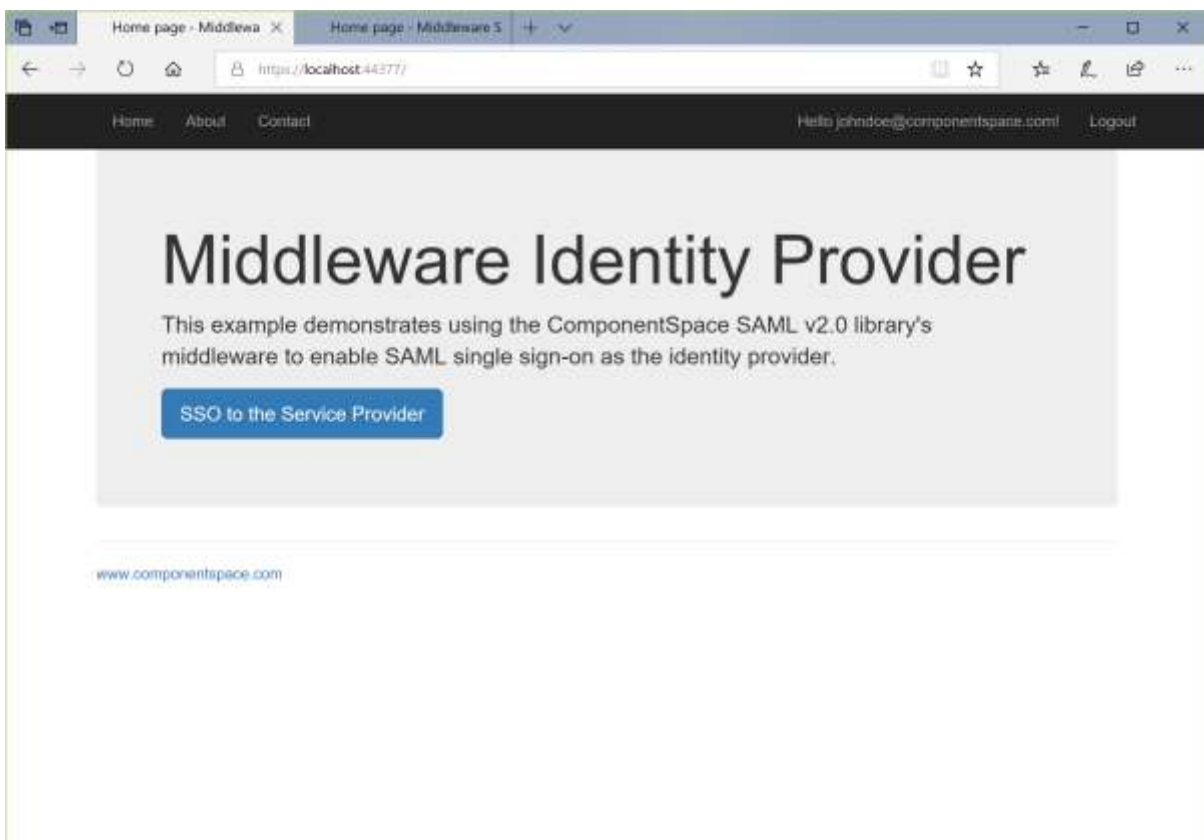 Home page - Middlewa
Home page - Middleware S
https://localhost:44377/
Home About Contact Hello johndoe@componentspace.com! Logout
Middleware Identity Provider
This example demonstrates using the ComponentSpace SAML v2.0 library's
middleware to enable SAML single sign-on as the identity provider.
SSO to the Service Provider
www.componentspace.com